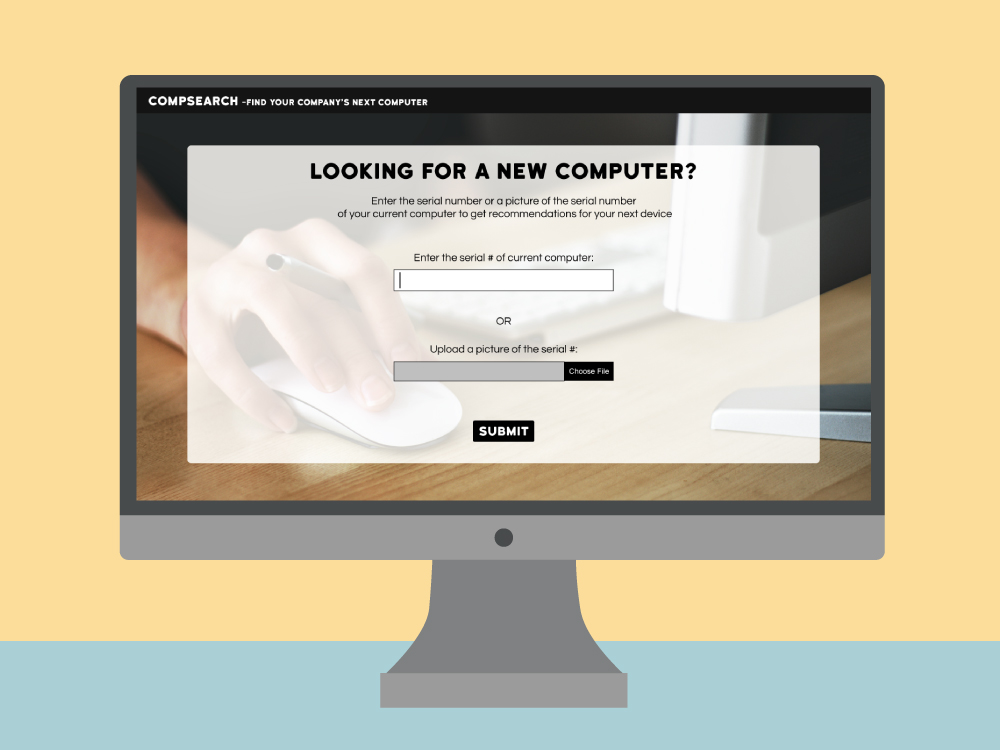 COMPSEARCH -FIND YOUR COMPANY'S NEXT COMPUTER
LOOKING FOR A NEW COMPUTER?
Enter the serial number or a picture of the serial number
of your current computer to get recommendations for your next device
Enter the serial # of current computer:
OR
Upload a picture of the serial #:
Choose File
SUBMIT